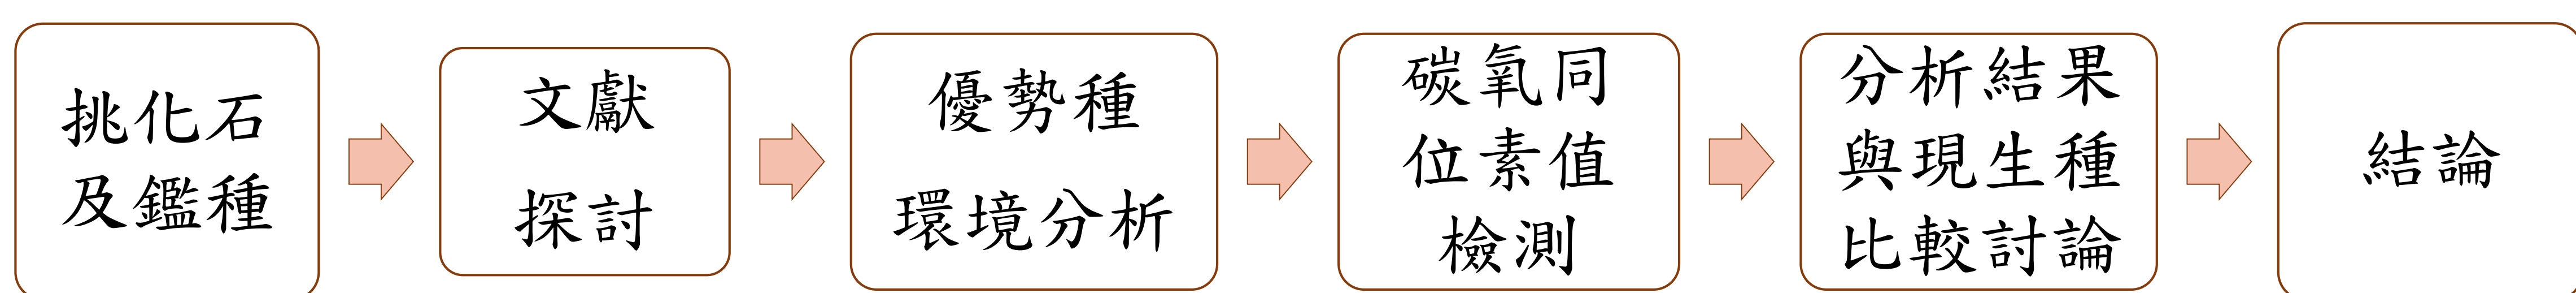 挑化石
及鑑種
文獻
探討
優勢種
環境分析
碳氧同
位素值
檢測
分析結果
與現生種
比較討論
結論